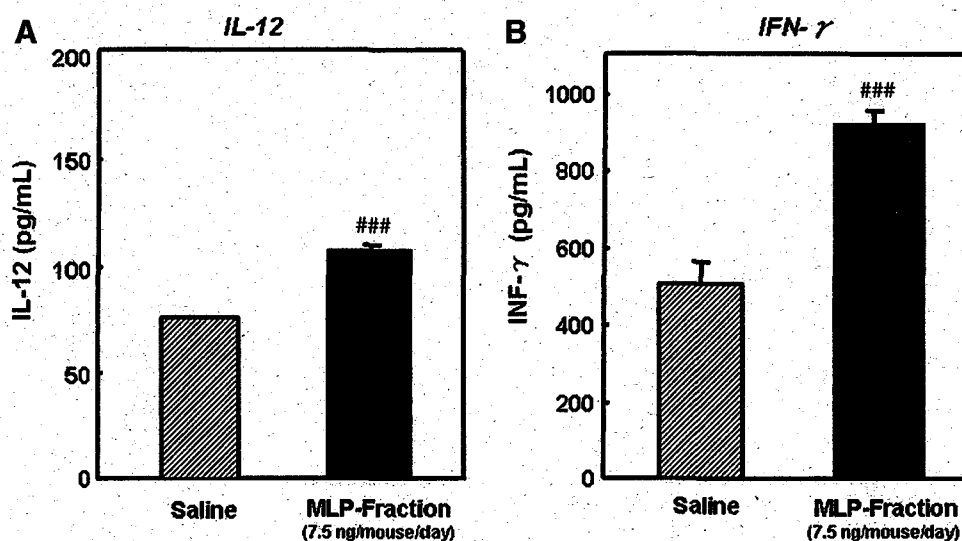 A
IL-12
200
150
100
50
0
IL-12 (pg/mL)
###
Saline
MLP-Fraction
(7.5 ng/mouse/day)
B
IFN-γ
1000
800
600
400
200
0
INF-γ (pg/mL)
###
Saline
MLP-Fraction
(7.5 ng/mouse/day)